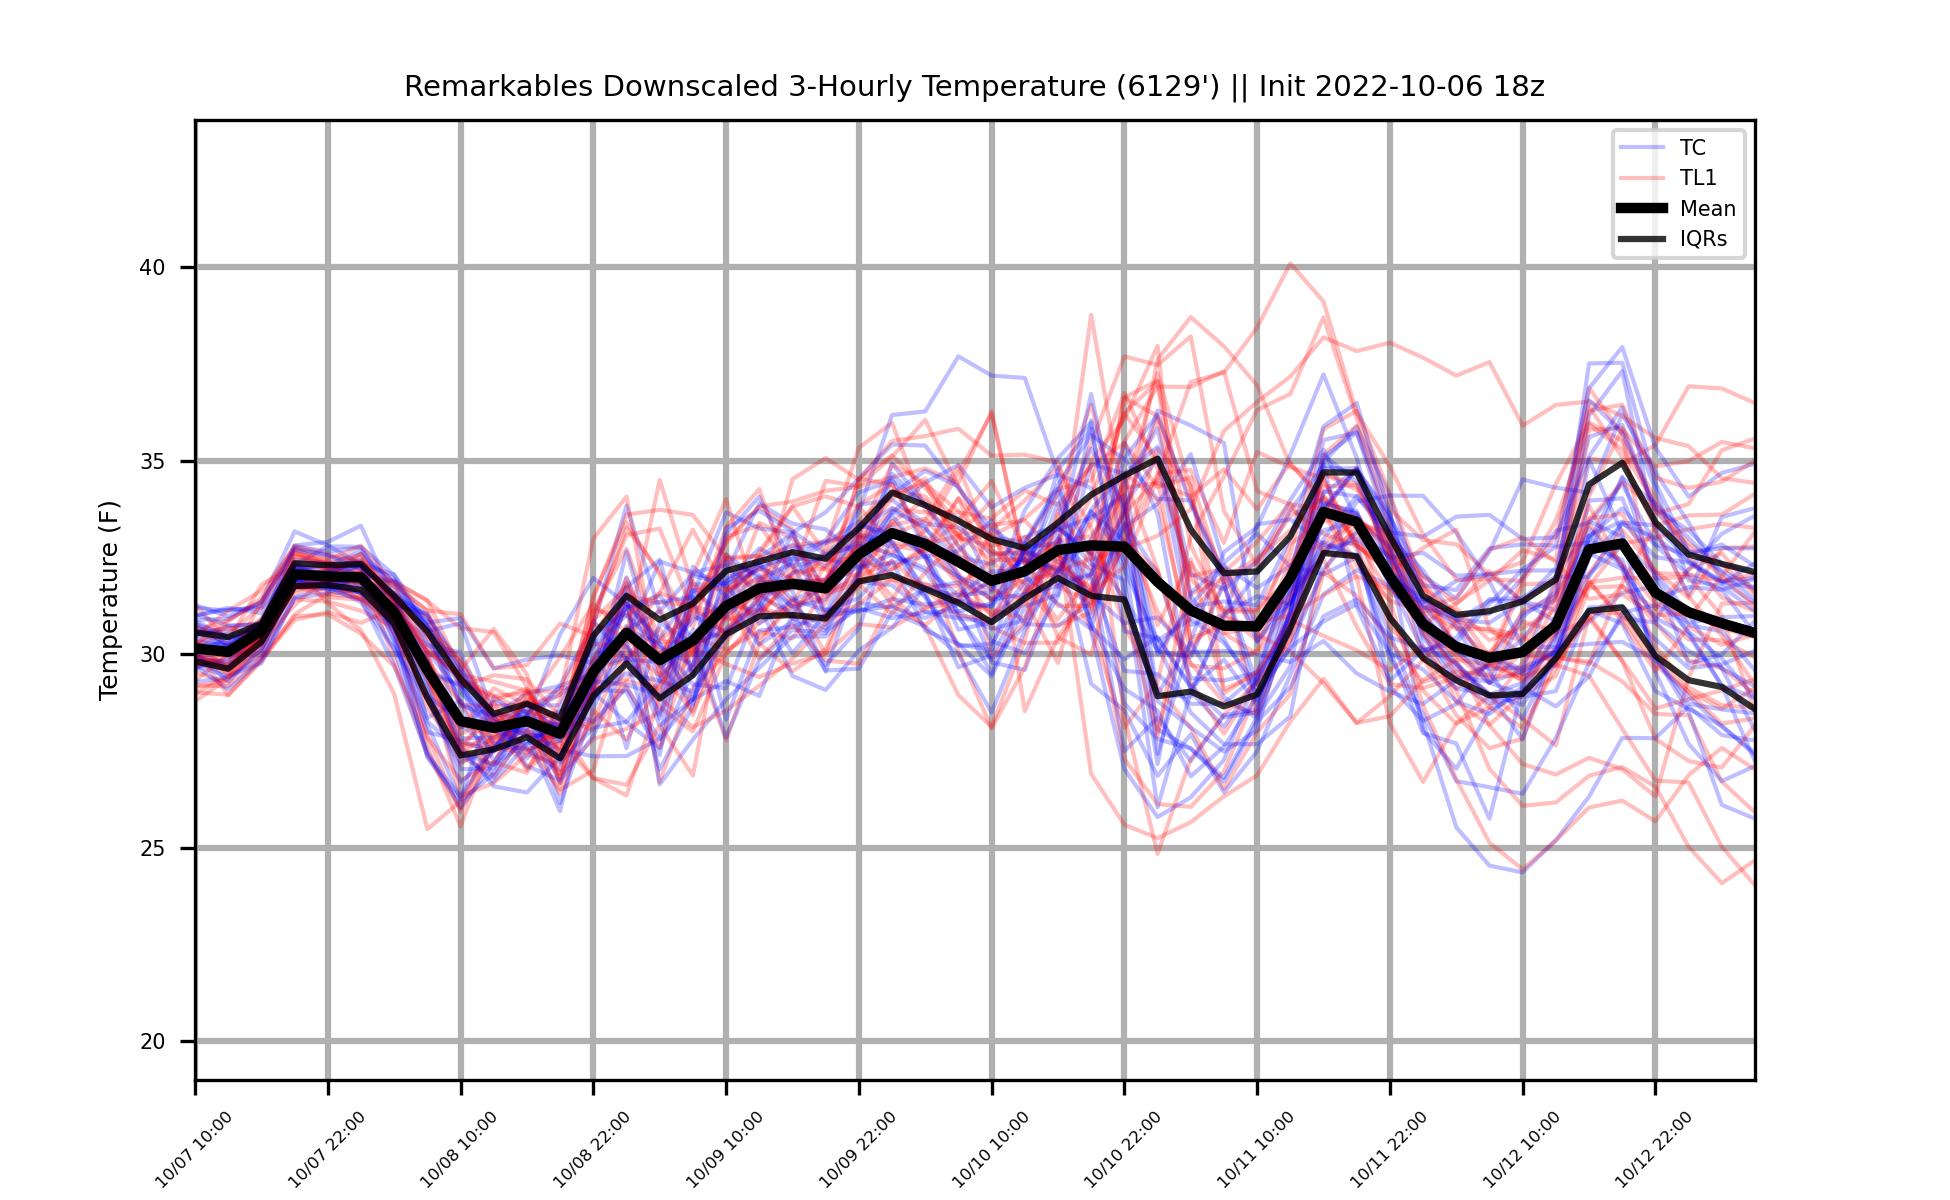 Remarkables Downscaled 3-Hourly Temperature (6129') || Init 2022-10-06 18z
TC
TL1
Mean
IQRs
Temperature (F)
40
35
30
25
20
10/07 10:00
10/07 22:00
10/08 10:00
10/08 22:00
10/09 10:00
10/09 22:00
10/10 10:00
10/10 22:00
10/11 10:00
10/11 22:00
10/12 10:00
10/12 22:00